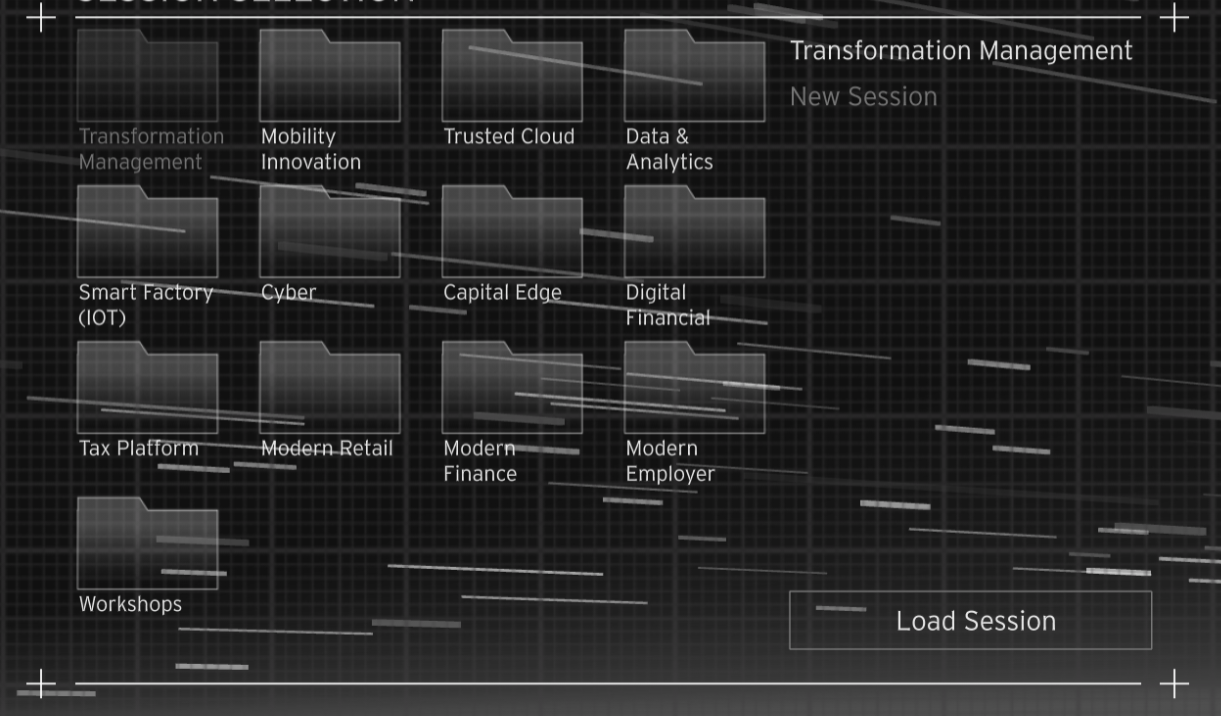 SESSION SELECTION
Transformation Management
New Session
Transformation
Management
Mobility
Innovation
Trusted Cloud
Data &
Analytics
Smart Factory
(IOT)
Cyber
Capital Edge
Digital
Financial
Tax Platform
Modern Retail
Modern
Finance
Modern
Employer
Workshops
Load Session